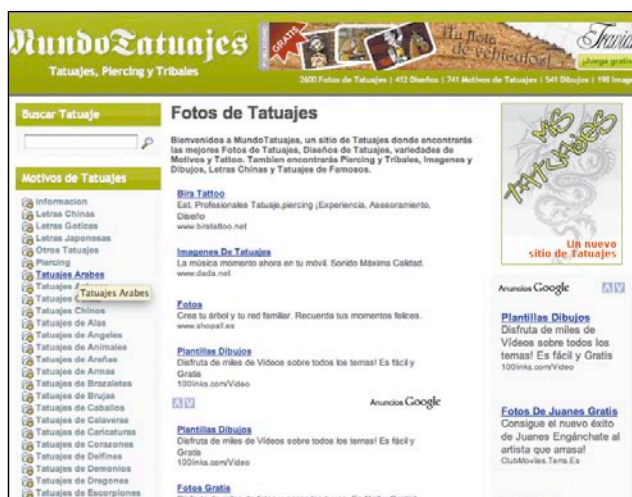 MundoTatuajes
Tatuajes, Piercing y Tribales
PUBLICIDAD
GRATIS
Tu flota
de vehículos!
Travian
¡Juega gratis
2600 Fotos de Tatuajes | 412 Diseños | 741 Motivos de Tatuajes | 541 Dibujos | 198 Image
Buscar Tatuaje
Motivos de Tatuajes
Informacion
Letras Chinas
Letras Goticas
Letras Japonesas
Otros Tatuajes
Piercing
Tatuajes Arabes
Tatuajes
Tatuajes Arabes
Tatuajes
Tatuajes Chinos
Tatuajes de Alas
Tatuajes de Angeles
Tatuajes de Animales
Tatuajes de Arañas
Tatuajes de Armas
Tatuajes de Brazaletes
Tatuajes de Brujas
Tatuajes de Caballos
Tatuajes de Calaveras
Tatuajes de Caricaturas
Tatuajes de Corazones
Tatuajes de Delfines
Tatuajes de Demonios
Tatuajes de Dragones
Tatuajes de Escorpiones
Fotos de Tatuajes
Bienvenidos a MundoTatuajes, un sitio de Tatuajes donde encontrarás
las mejores Fotos de Tatuajes, Diseños de Tatuajes, variedades de
Motivos y Tattoo. Tambien encontrarás Piercing y Tribales, Imagenes y
Dibujos, Letras Chinas y Tatuajes de Famosos.
Bira Tattoo
Est. Profesionales Tatuaje,piercing ¡Experiencia, Asesoramiento,
Diseño
www.biratattoo.net
Imagenes De Tatuajes
La música momento ahora en tu móvil. Sonido Máxima Calidad.
www.dada.net
Fotos
Crea tu árbol y tu red familiar. Recuerda tus momentos felices.
www.shopall.es
Plantillas Dibujos
Disfruta de miles de Vídeos sobre todos los temas! Es fácil y
Gratis
100links.com/Video
Anuncios Google
Plantillas Dibujos
Disfruta de miles de Vídeos sobre todos los temas! Es fácil y
Gratis
100links.com/Video
Fotos Gratis
MIS
TATUAJES
Un nuevo
sitio de Tatuajes
Anuncios Google
Plantillas Dibujos
Disfruta de miles de
Vídeos sobre todos los
temas! Es fácil y Gratis
100links.com/Video
Fotos De Juanes Gratis
Consigue el nuevo éxito
de Juanes Engánchate al
artista que arrasa!
ClubMoviles.Terra.Es